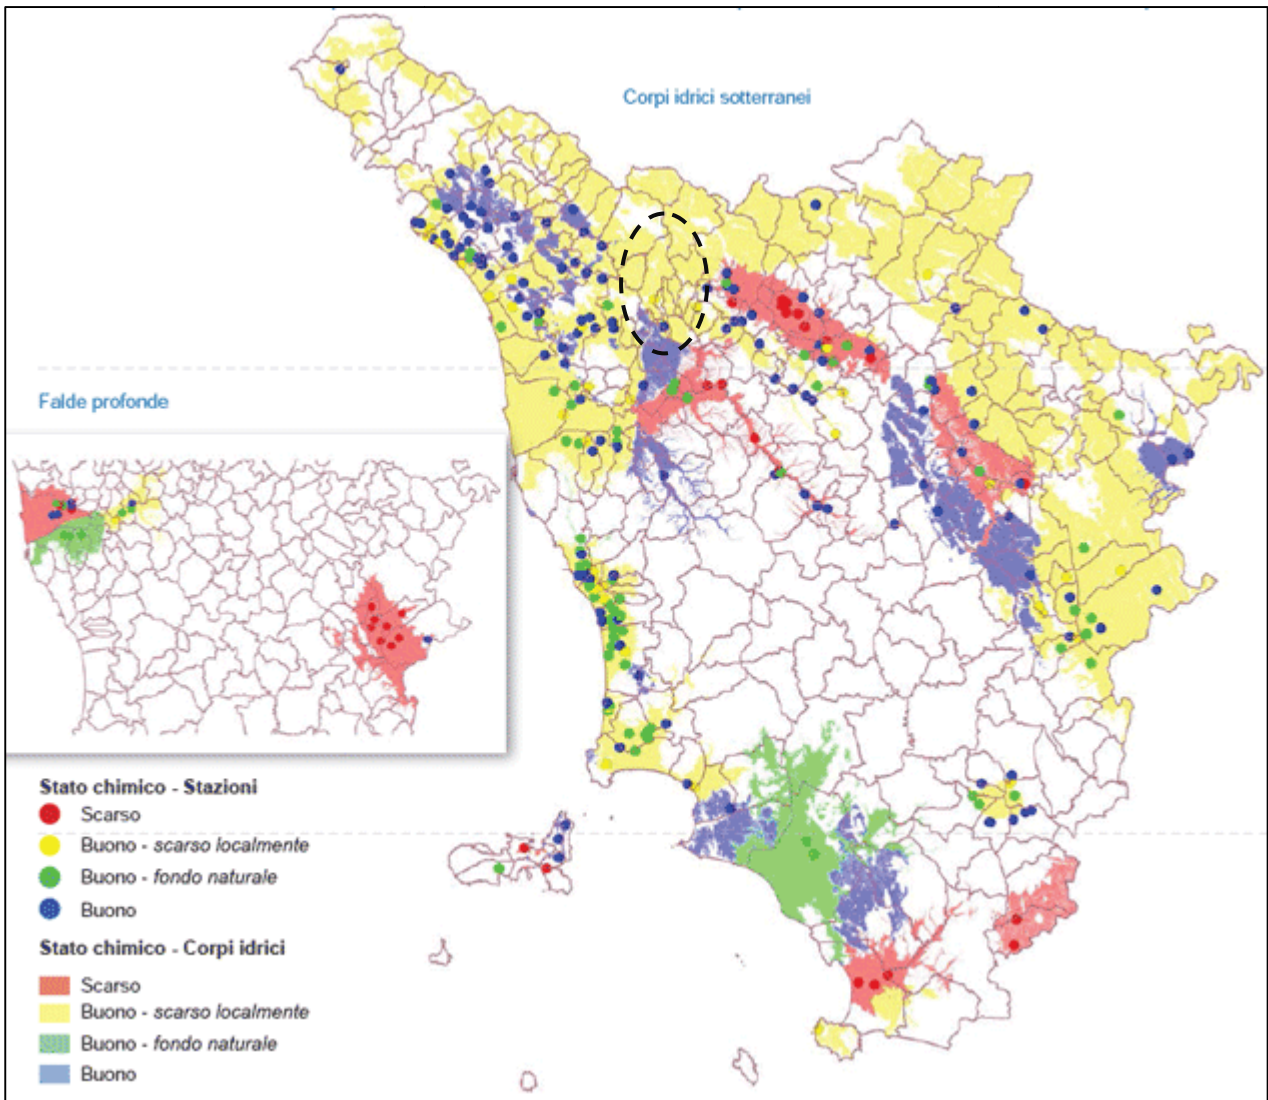 Corpi idrici sotterranei
Falde profonde
Stato chimico - Stazioni
Scarso
Buono - scarso localmente
Buono - fondo naturale
Buono
Stato chimico - Corpi idrici
Scarso
Buono - scarso localmente
Buono - fondo naturale
Buono